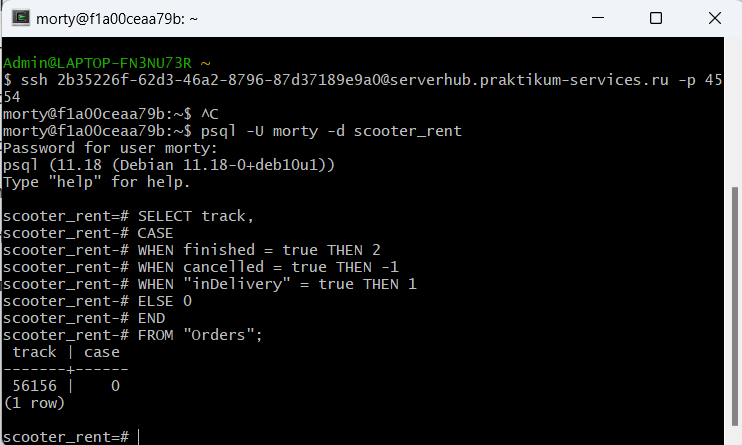 morty@f1a00ceaa79b: ~
Admin@LAPTOP-FN3NU73R ~
$ ssh 2b35226f-62d3-46a2-8796-87d37189e9a0@serverhub.praktikum-services.ru -p 45
54
morty@f1a00ceaa79b:~$ ^C
morty@f1a00ceaa79b:~$ psql -U morty -d scooter_rent
Password for user morty:
psql (11.18 (Debian 11.18-0+deb10u1))
Type "help" for help.
scooter_rent=# SELECT track,
scooter_rent-# CASE
scooter_rent-# WHEN finished = true THEN 2
scooter_rent-# WHEN cancelled = true THEN -1
scooter_rent-# WHEN "inDelivery" = true THEN 1
scooter_rent-# ELSE 0
scooter_rent-# END
scooter_rent-# FROM "Orders";
 track | case
-------+------
 56156 |    0
(1 row)
scooter_rent=#